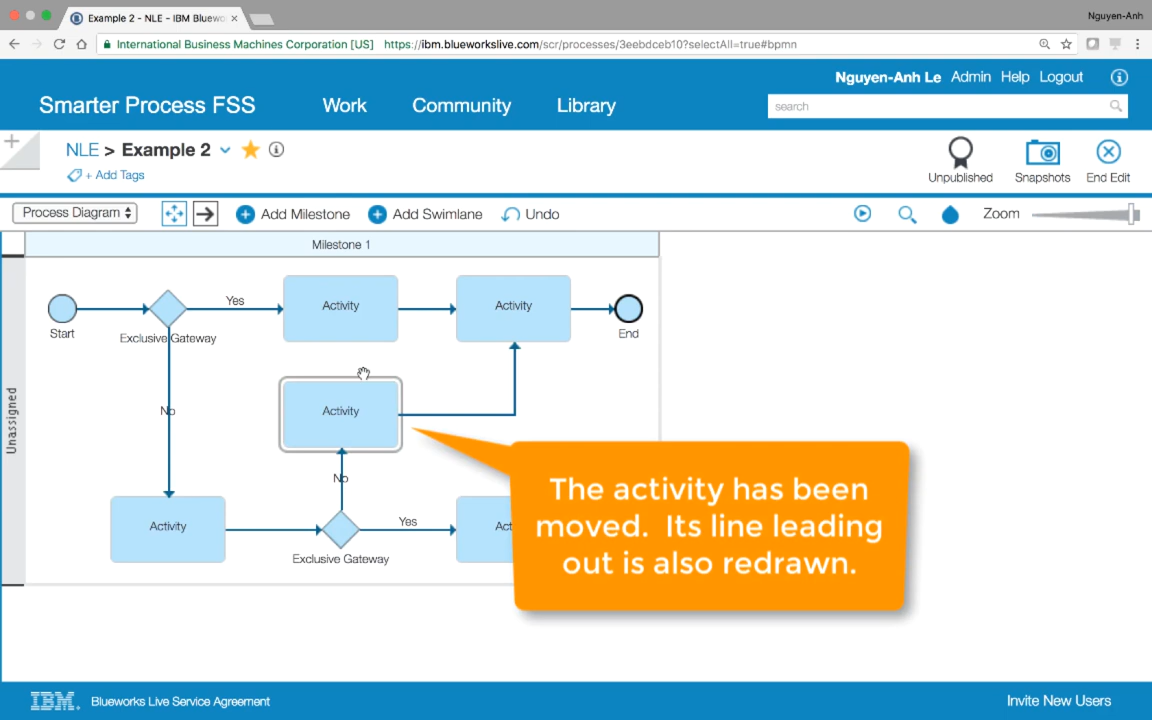 Example 2 - NLE - IBM Bluewo
Nguyen-Anh
International Business Machines Corporation [US] https://ibm.blueworkslive.com/scr/processes/3eebdceb10?selectAll=true#bpmn
Nguyen-Anh Le Admin Help Logout
Smarter Process FSS Work Community Library
search
NLE > Example 2
+ Add Tags
Unpublished Snapshots End Edit
Process Diagram Add Milestone Add Swimlane Undo Zoom
Milestone 1
Yes
Activity
Activity
Start
End
Exclusive Gateway
Unassigned
No
Activity
No
Activity
Yes
Act
Exclusive Gateway
The activity has been
moved. Its line leading
out is also redrawn.
IBM. Blueworks Live Service Agreement
Invite New Users